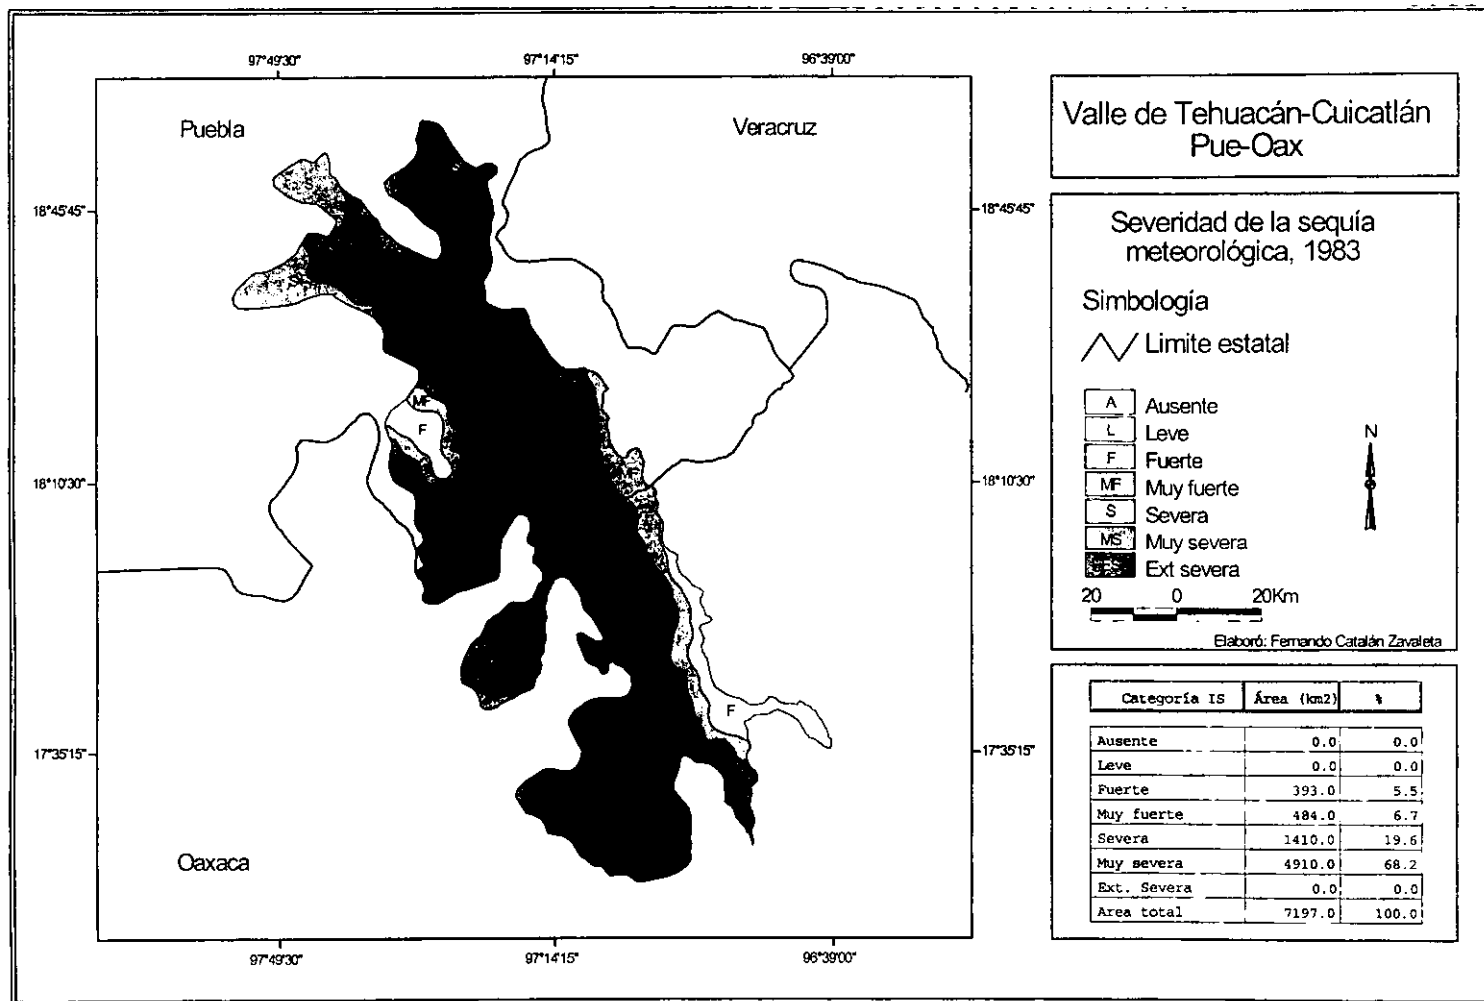 97°49'30" 97°14'15" 96°39'00"
Puebla
Veracruz
18°45'45" 18°45'45"
MF
F
18°10'30" 18°10'30"
F
17°35'15" 17°35'15"
Oaxaca
97°49'30" 97°14'15" 96°39'00"
Valle de Tehuacán-Cuicatlán
Pue-Oax
Severidad de la sequía
meteorológica, 1983
Simbología
Limite estatal
A Ausente
L Leve
F Fuerte
MF Muy fuerte
S Severa
MS Muy severa
ES Ext severa
N
20 0 20Km
Elaboró: Fernando Catalán Zavaleta
Categoría IS Área (km2) %
Ausente 0.0 0.0
Leve 0.0 0.0
Fuerte 393.0 5.5
Muy fuerte 484.0 6.7
Severa 1410.0 19.6
Muy severa 4910.0 68.2
Ext. Severa 0.0 0.0
Area total 7197.0 100.0